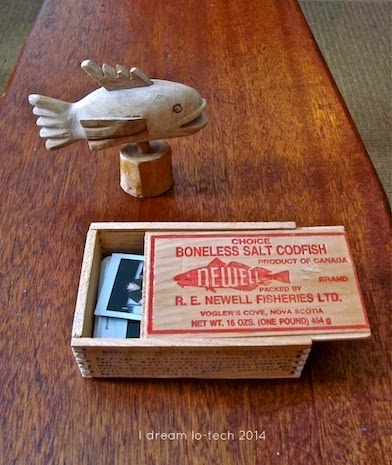 CHOICE
BONELESS SALT CODFISH
PRODUCT OF CANADA
NEWELL
BRAND
PACKED BY
R. E. NEWELL FISHERIES LTD.
VOGLER'S COVE, NOVA SCOTIA
NET WT. 16 OZS. (ONE POUND) 454 g
I dream lo-tech 2014